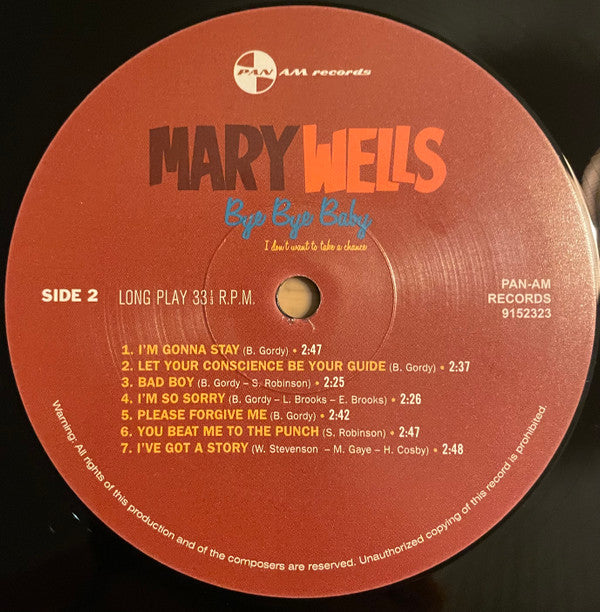 PAN AM records
MARY WELLS
Bye Bye Baby
I don't want to take a chance
SIDE 2 LONG PLAY 33⅓ R.P.M.
PAN-AM
RECORDS
9152323
1. I'M GONNA STAY (B. Gordy) • 2:47
2. LET YOUR CONSCIENCE BE YOUR GUIDE (B. Gordy) • 2:37
3. BAD BOY (B. Gordy – S. Robinson) • 2:25
4. I'M SO SORRY (B. Gordy – L. Brooks – E. Brooks) • 2:26
5. PLEASE FORGIVE ME (B. Gordy) • 2:42
6. YOU BEAT ME TO THE PUNCH (S. Robinson) • 2:47
7. I'VE GOT A STORY (W. Stevenson – M. Gaye – H. Cosby) • 2:48
Warning: All rights of this production and of the composers are reserved. Unauthorized copying of this record is prohibited.